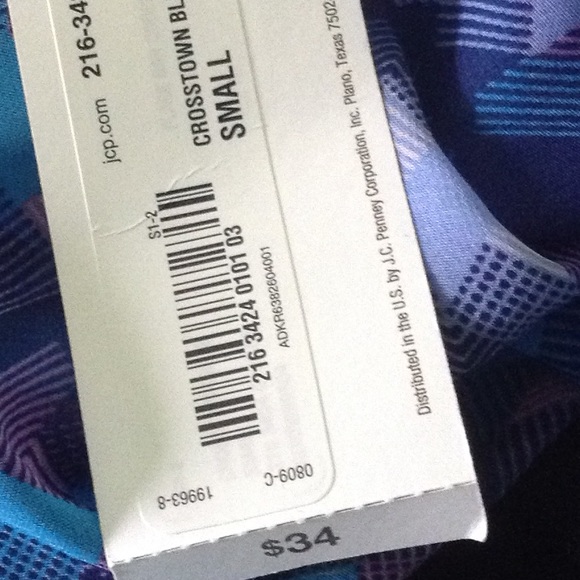 jcp.com 216-34
CROSSTOWN BL
SMALL
S1-2
216 3424 0101 03
ADKR6382604001
Distributed in the U.S. by J.C. Penney Corporation, Inc. Plano, Texas 7502
19963-8
0809-C
$34